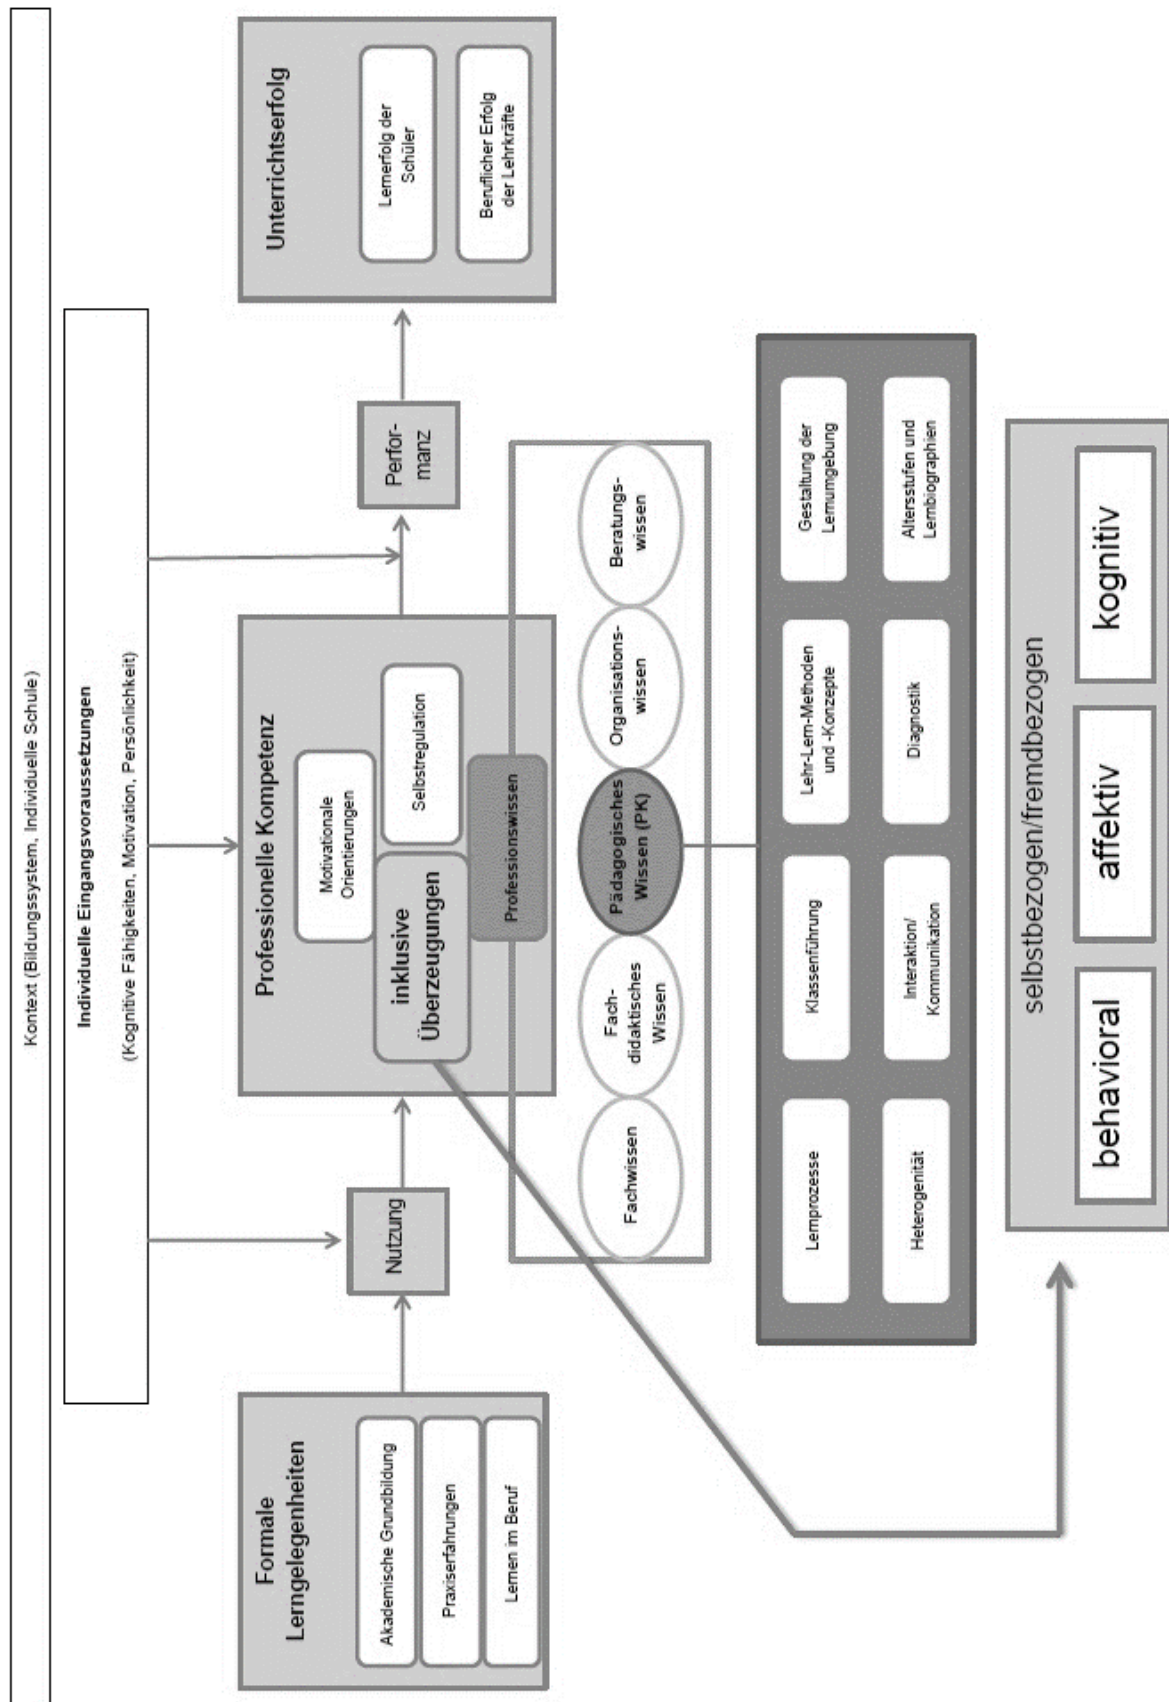 Kontext (Bildungssystem, Individuelle Schule)
Individuelle Eingangsvoraussetzungen
(Kognitive Fähigkeiten, Motivation, Persönlichkeit)
Formale
Lerngelegenheiten
Akademische Grundbildung
Praxiserfahrungen
Lernen im Beruf
Nutzung
Professionelle Kompetenz
Motivationale
Orientierungen
Selbstregulation
inklusive
Überzeugungen
Professionswissen
Perfor-
manz
Unterrichtserfolg
Lernerfolg der
Schüler
Beruflicher Erfolg
der Lehrkräfte
Fachwissen
Fach-
didaktisches
Wissen
Pädagogisches
Wissen (PK)
Organisations-
wissen
Beratungs-
wissen
Lernprozesse
Klassenführung
Lehr-Lern-Methoden
und -Konzepte
Gestaltung der
Lernumgebung
Heterogenität
Interaktion/
Kommunikation
Diagnostik
Altersstufen und
Lernbiographien
selbstbezogen/fremdbezogen
behavioral
affektiv
kognitiv